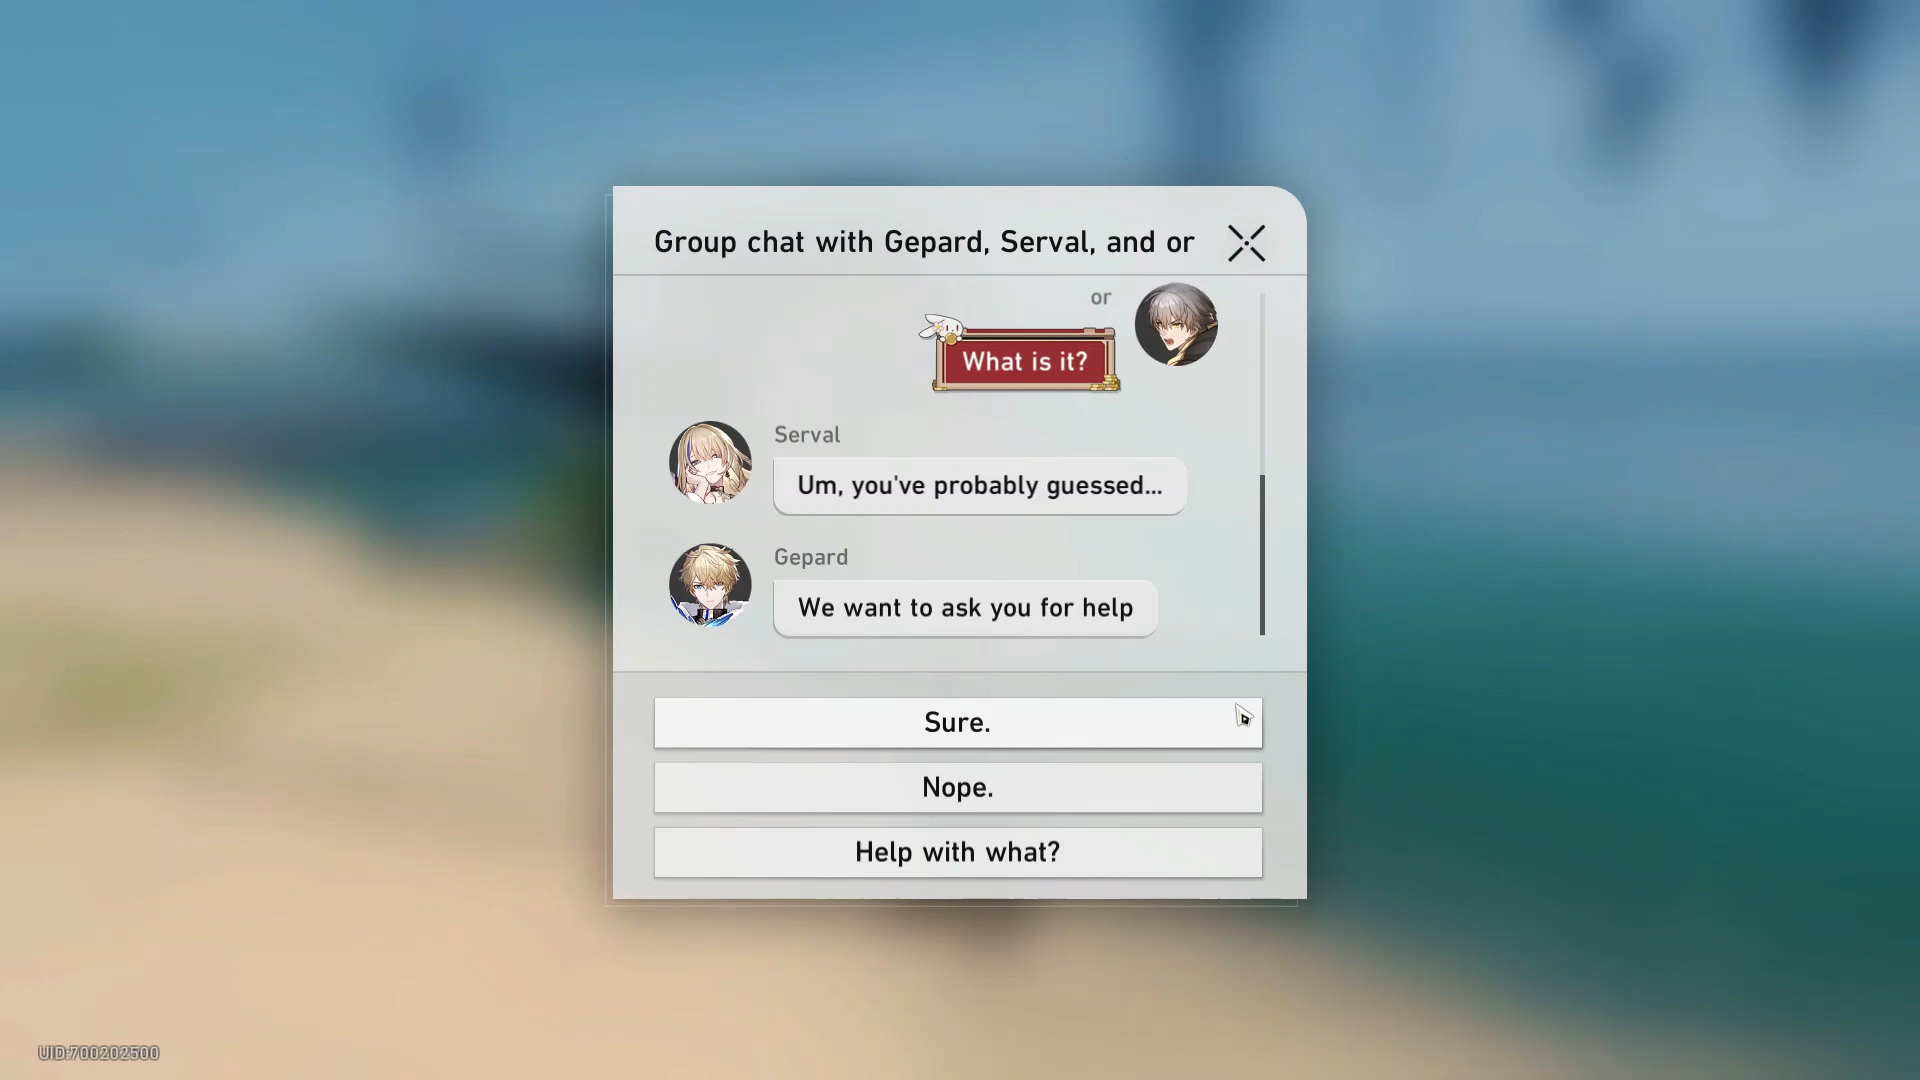 Group chat with Gepard, Serval, and or
or
What is it?
Serval
Um, you've probably guessed...
Gepard
We want to ask you for help
Sure.
Nope.
Help with what?
UID:700202500